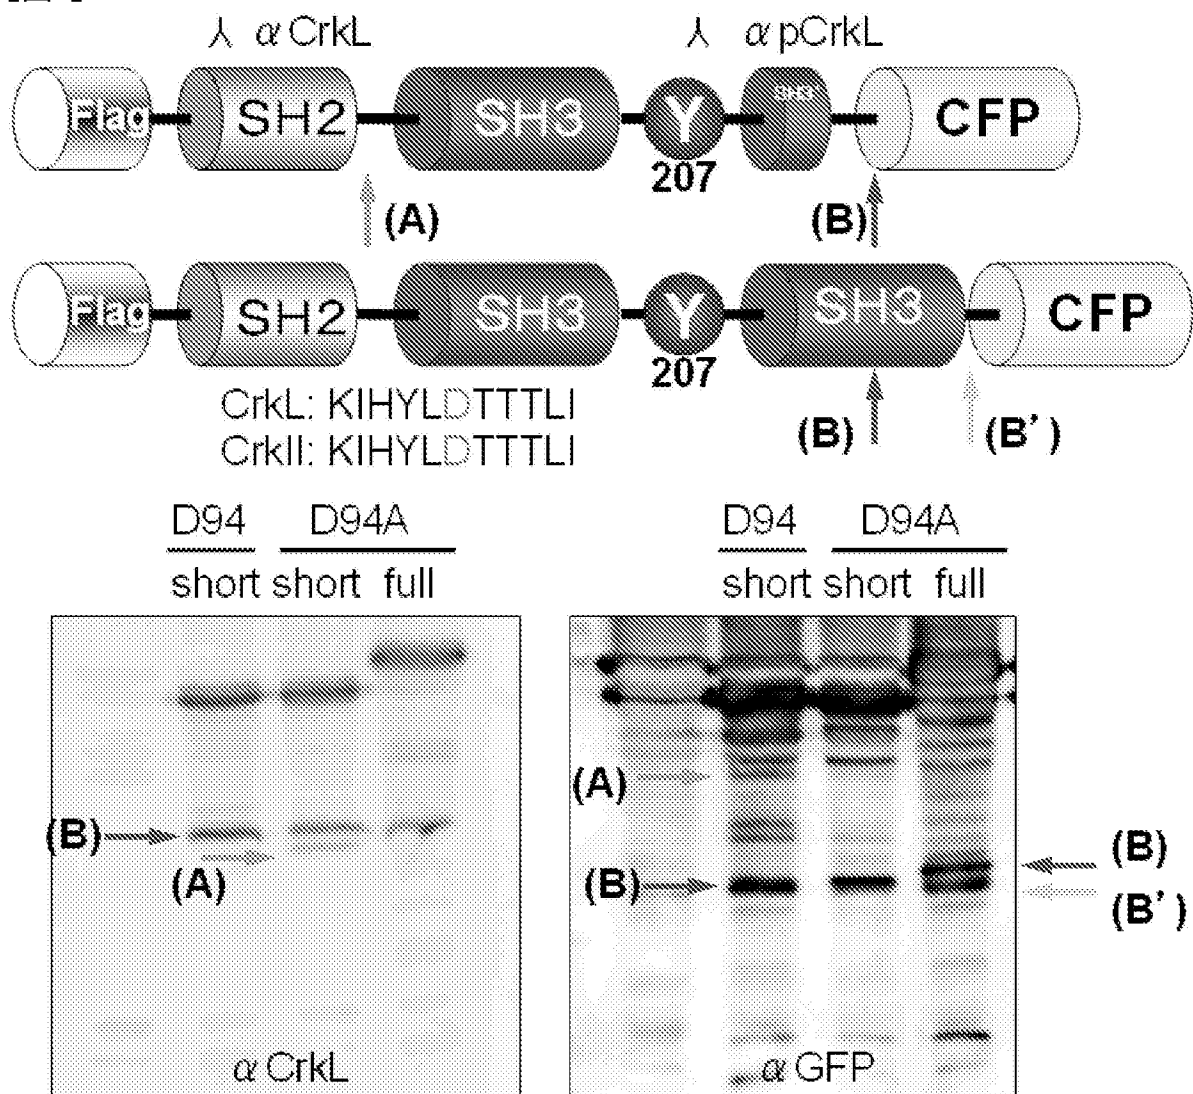 α CrkL α pCrkL
Flag SH2 SH3 Y SH3 CFP
207
(A) (B)
Flag SH2 SH3 Y SH3 CFP
207
CrkL: KIHYLDTTTLI
CrkII: KIHYLDTTTLI
(B) (B')
D94 D94A
short short full
D94 D94A
short short full
(B)
(A)
α CrkL
(A)
(B)
(B)
(B')
α GFP